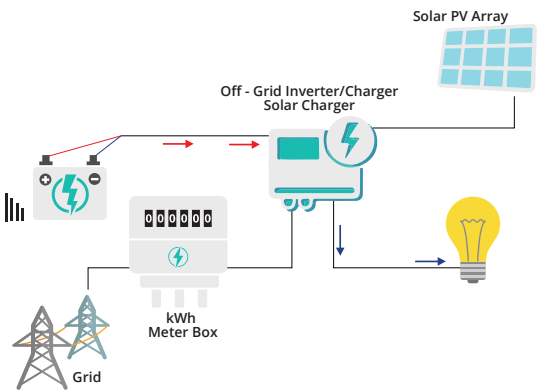 Solar PV Array
Off - Grid Inverter/Charger
Solar Charger
000000
kWh
Meter Box
Grid